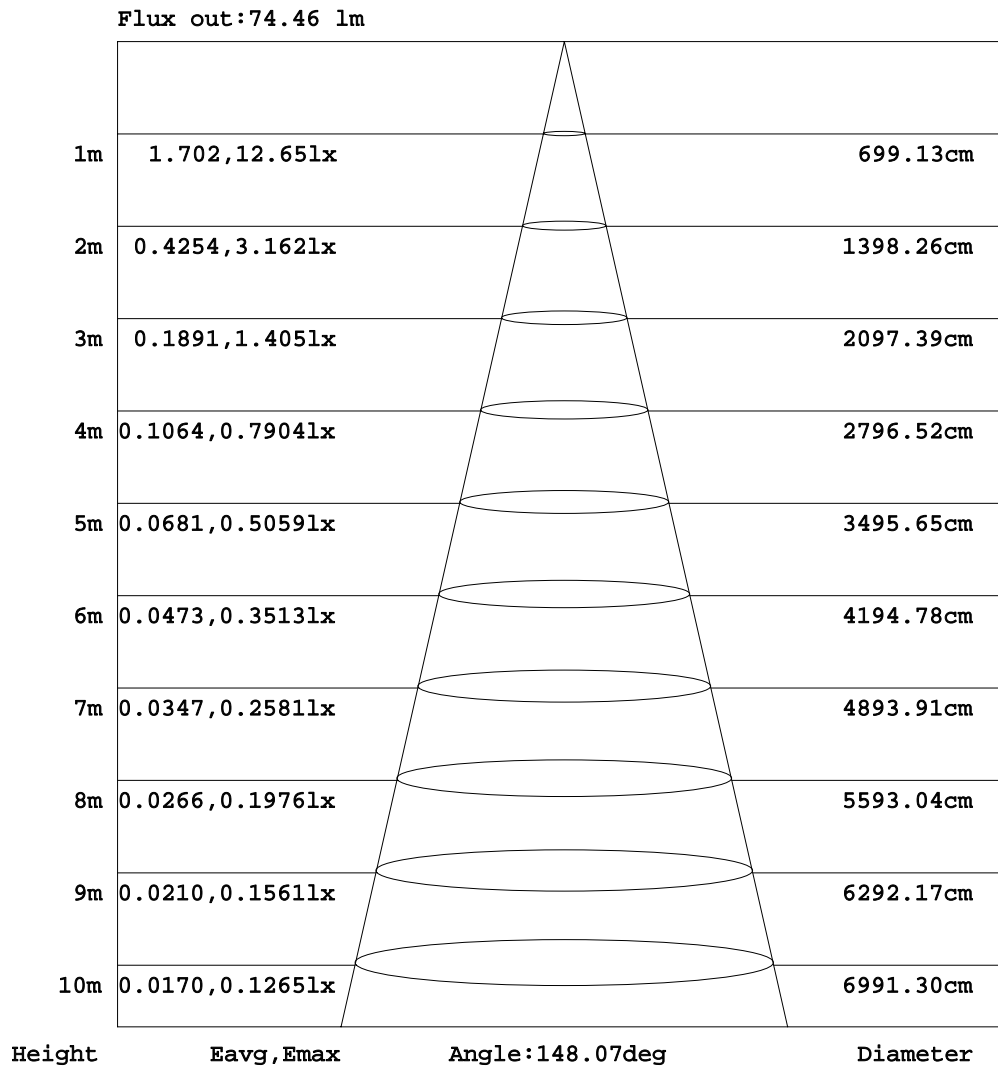 Flux out:74.46 lm
1m 1.702,12.65lx 699.13cm
2m 0.4254,3.162lx 1398.26cm
3m 0.1891,1.405lx 2097.39cm
4m 0.1064,0.7904lx 2796.52cm
5m 0.0681,0.5059lx 3495.65cm
6m 0.0473,0.3513lx 4194.78cm
7m 0.0347,0.2581lx 4893.91cm
8m 0.0266,0.1976lx 5593.04cm
9m 0.0210,0.1561lx 6292.17cm
10m 0.0170,0.1265lx 6991.30cm
Height Eavg,Emax Angle:148.07deg Diameter